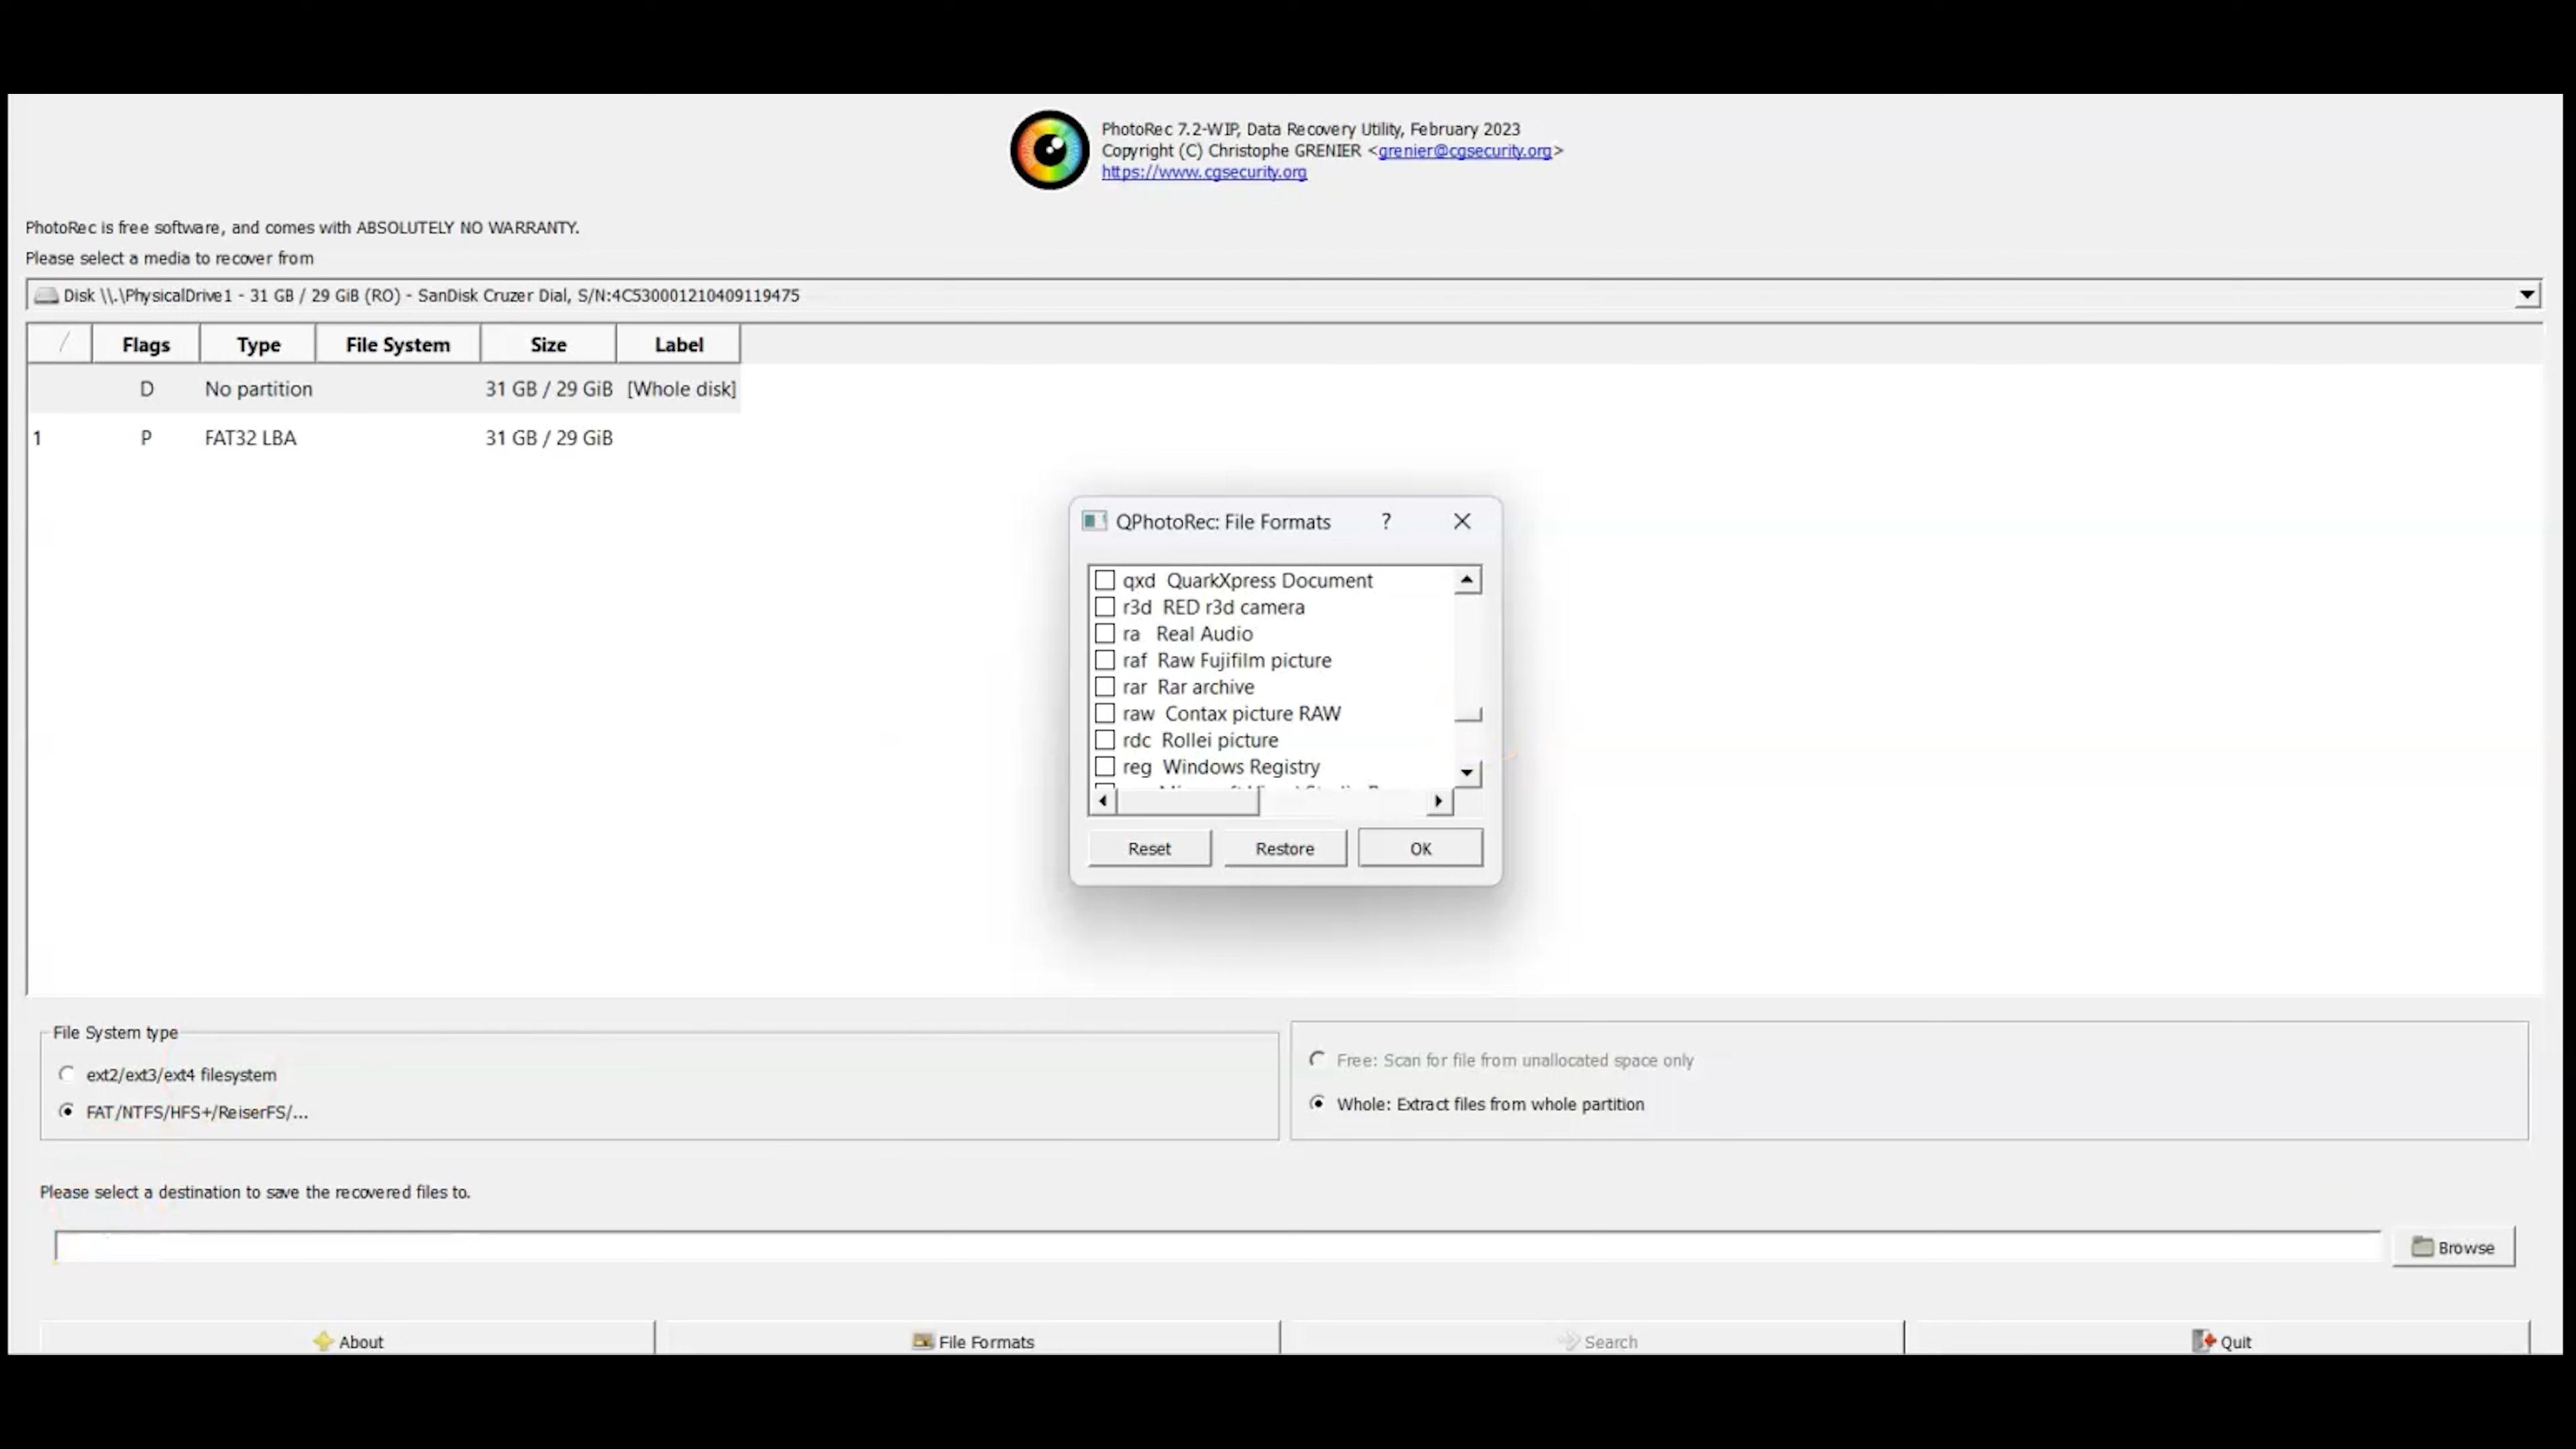 PhotoRec 7.2-WIP, Data Recovery Utility, February 2023
Copyright (C) Christophe GRENIER <grenier@cgsecurity.org>
https://www.cgsecurity.org
PhotoRec is free software, and comes with ABSOLUTELY NO WARRANTY.
Please select a media to recover from
Disk \\.\PhysicalDrive1 - 31 GB / 29 GiB (RO) - SanDisk Cruzer Dial, S/N:4C530001210409119475
Flags Type File System Size Label
D No partition 31 GB / 29 GiB [Whole disk]
1 P FAT32 LBA 31 GB / 29 GiB
QPhotoRec: File Formats ?
qxd QuarkXpress Document
r3d RED r3d camera
ra Real Audio
raf Raw Fujifilm picture
rar Rar archive
raw Contax picture RAW
rdc Rollei picture
reg Windows Registry
Reset Restore OK
File System type
ext2/ext3/ext4 filesystem
FAT/NTFS/HFS+/ReiserFS/...
Free: Scan for file from unallocated space only
Whole: Extract files from whole partition
Please select a destination to save the recovered files to.
Browse
About File Formats Search Quit